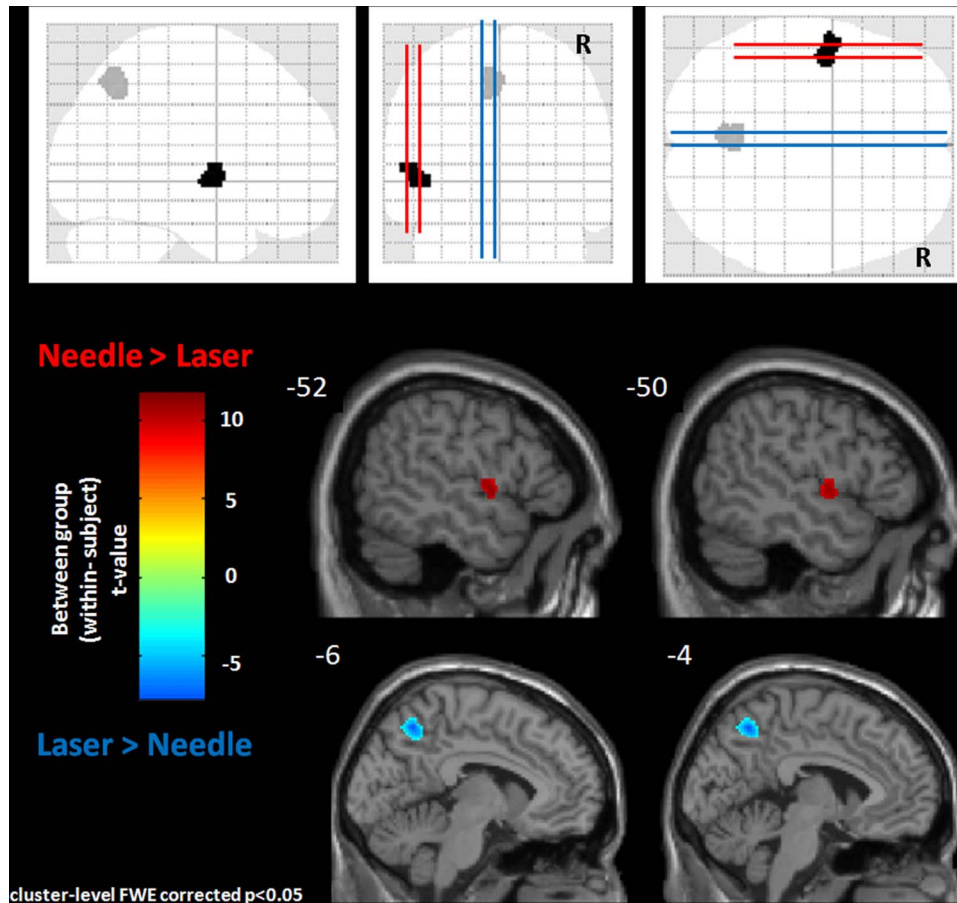 R
R
Needle > Laser
-52
-50
10
5
0
-5
Between group
(within- subject)
t-value
-6
-4
Laser > Needle
cluster-level FWE corrected p<0.05